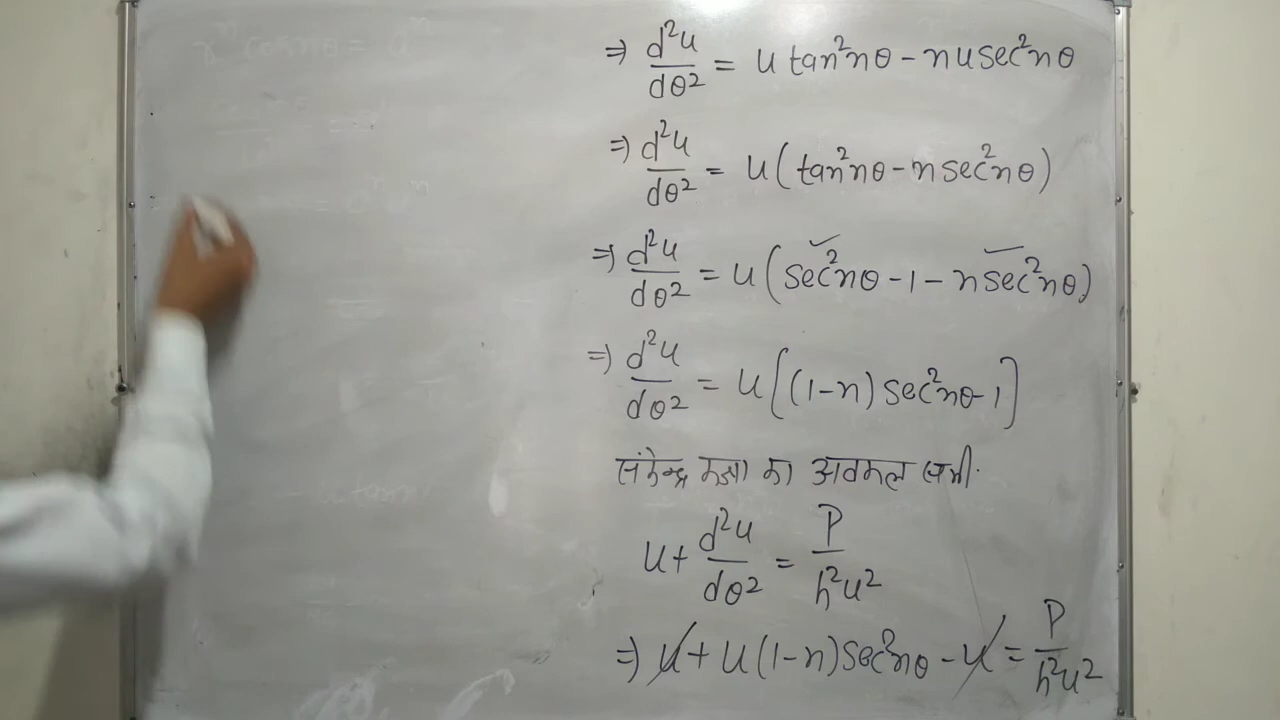 ⇒ d²u/dθ² = u tan²nθ - nu sec²nθ
⇒ d²u/dθ² = u(tan²nθ - n sec²nθ)
⇒ d²u/dθ² = u(sec²nθ - 1 - n sec²nθ)
⇒ d²u/dθ² = u[(1-n) sec²nθ - 1]
संकेन्द्र कक्षा का अवकल समी.
u + d²u/dθ² = P/h²u²
⇒ u + u(1-n) sec²nθ - u = P/h²u²